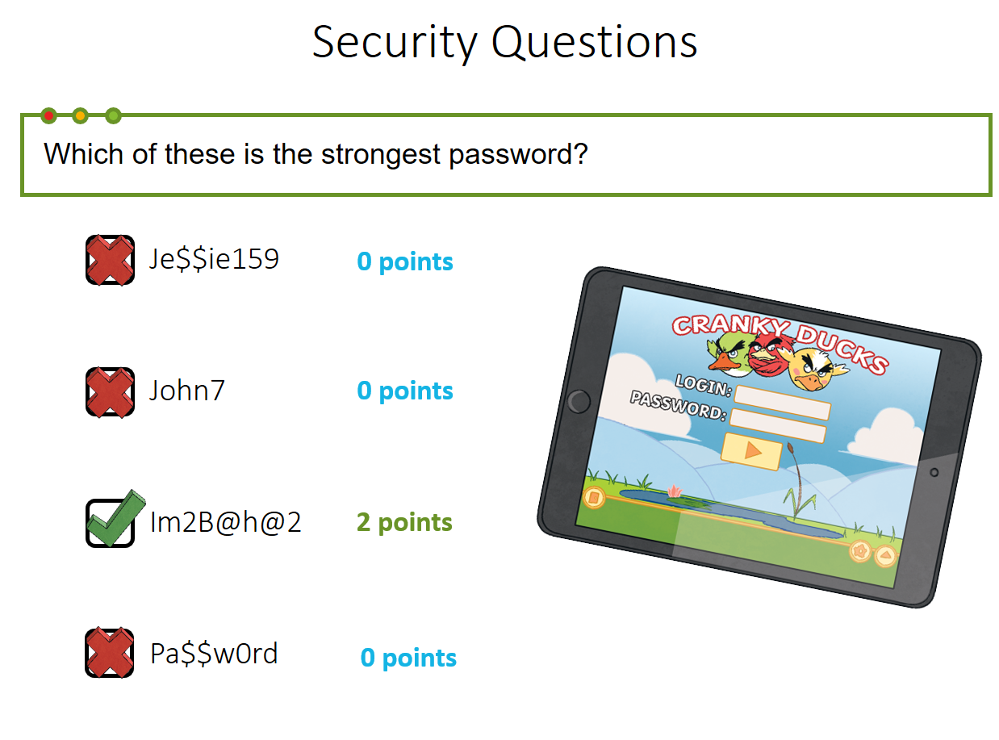 Security Questions
Which of these is the strongest password?
Je$$ie159 0 points
John7 0 points
Im2B@h@2 2 points
Pa$$w0rd 0 points
CRANKY DUCKS
LOGIN:
PASSWORD: